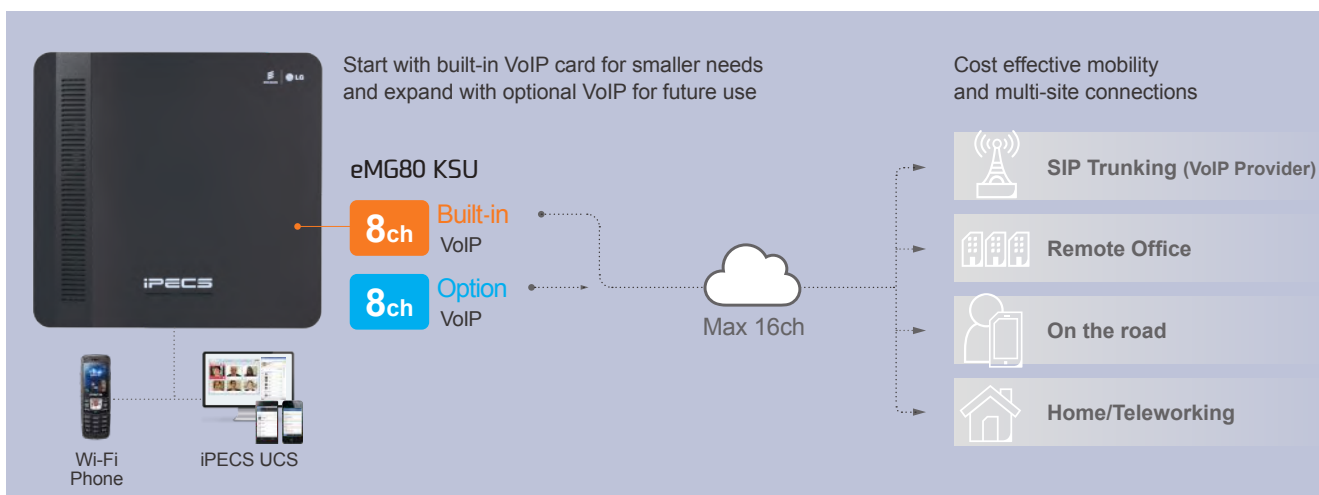 LG
Start with built-in VoIP card for smaller needs
and expand with optional VoIP for future use
Cost effective mobility
and multi-site connections
eMG80 KSU
8ch
Built-in
VoIP
8ch
Option
VoIP
iPECS
Max 16ch
SIP Trunking (VoIP Provider)
Remote Office
On the road
Home/Teleworking
Wi-Fi
Phone
iPECS UCS